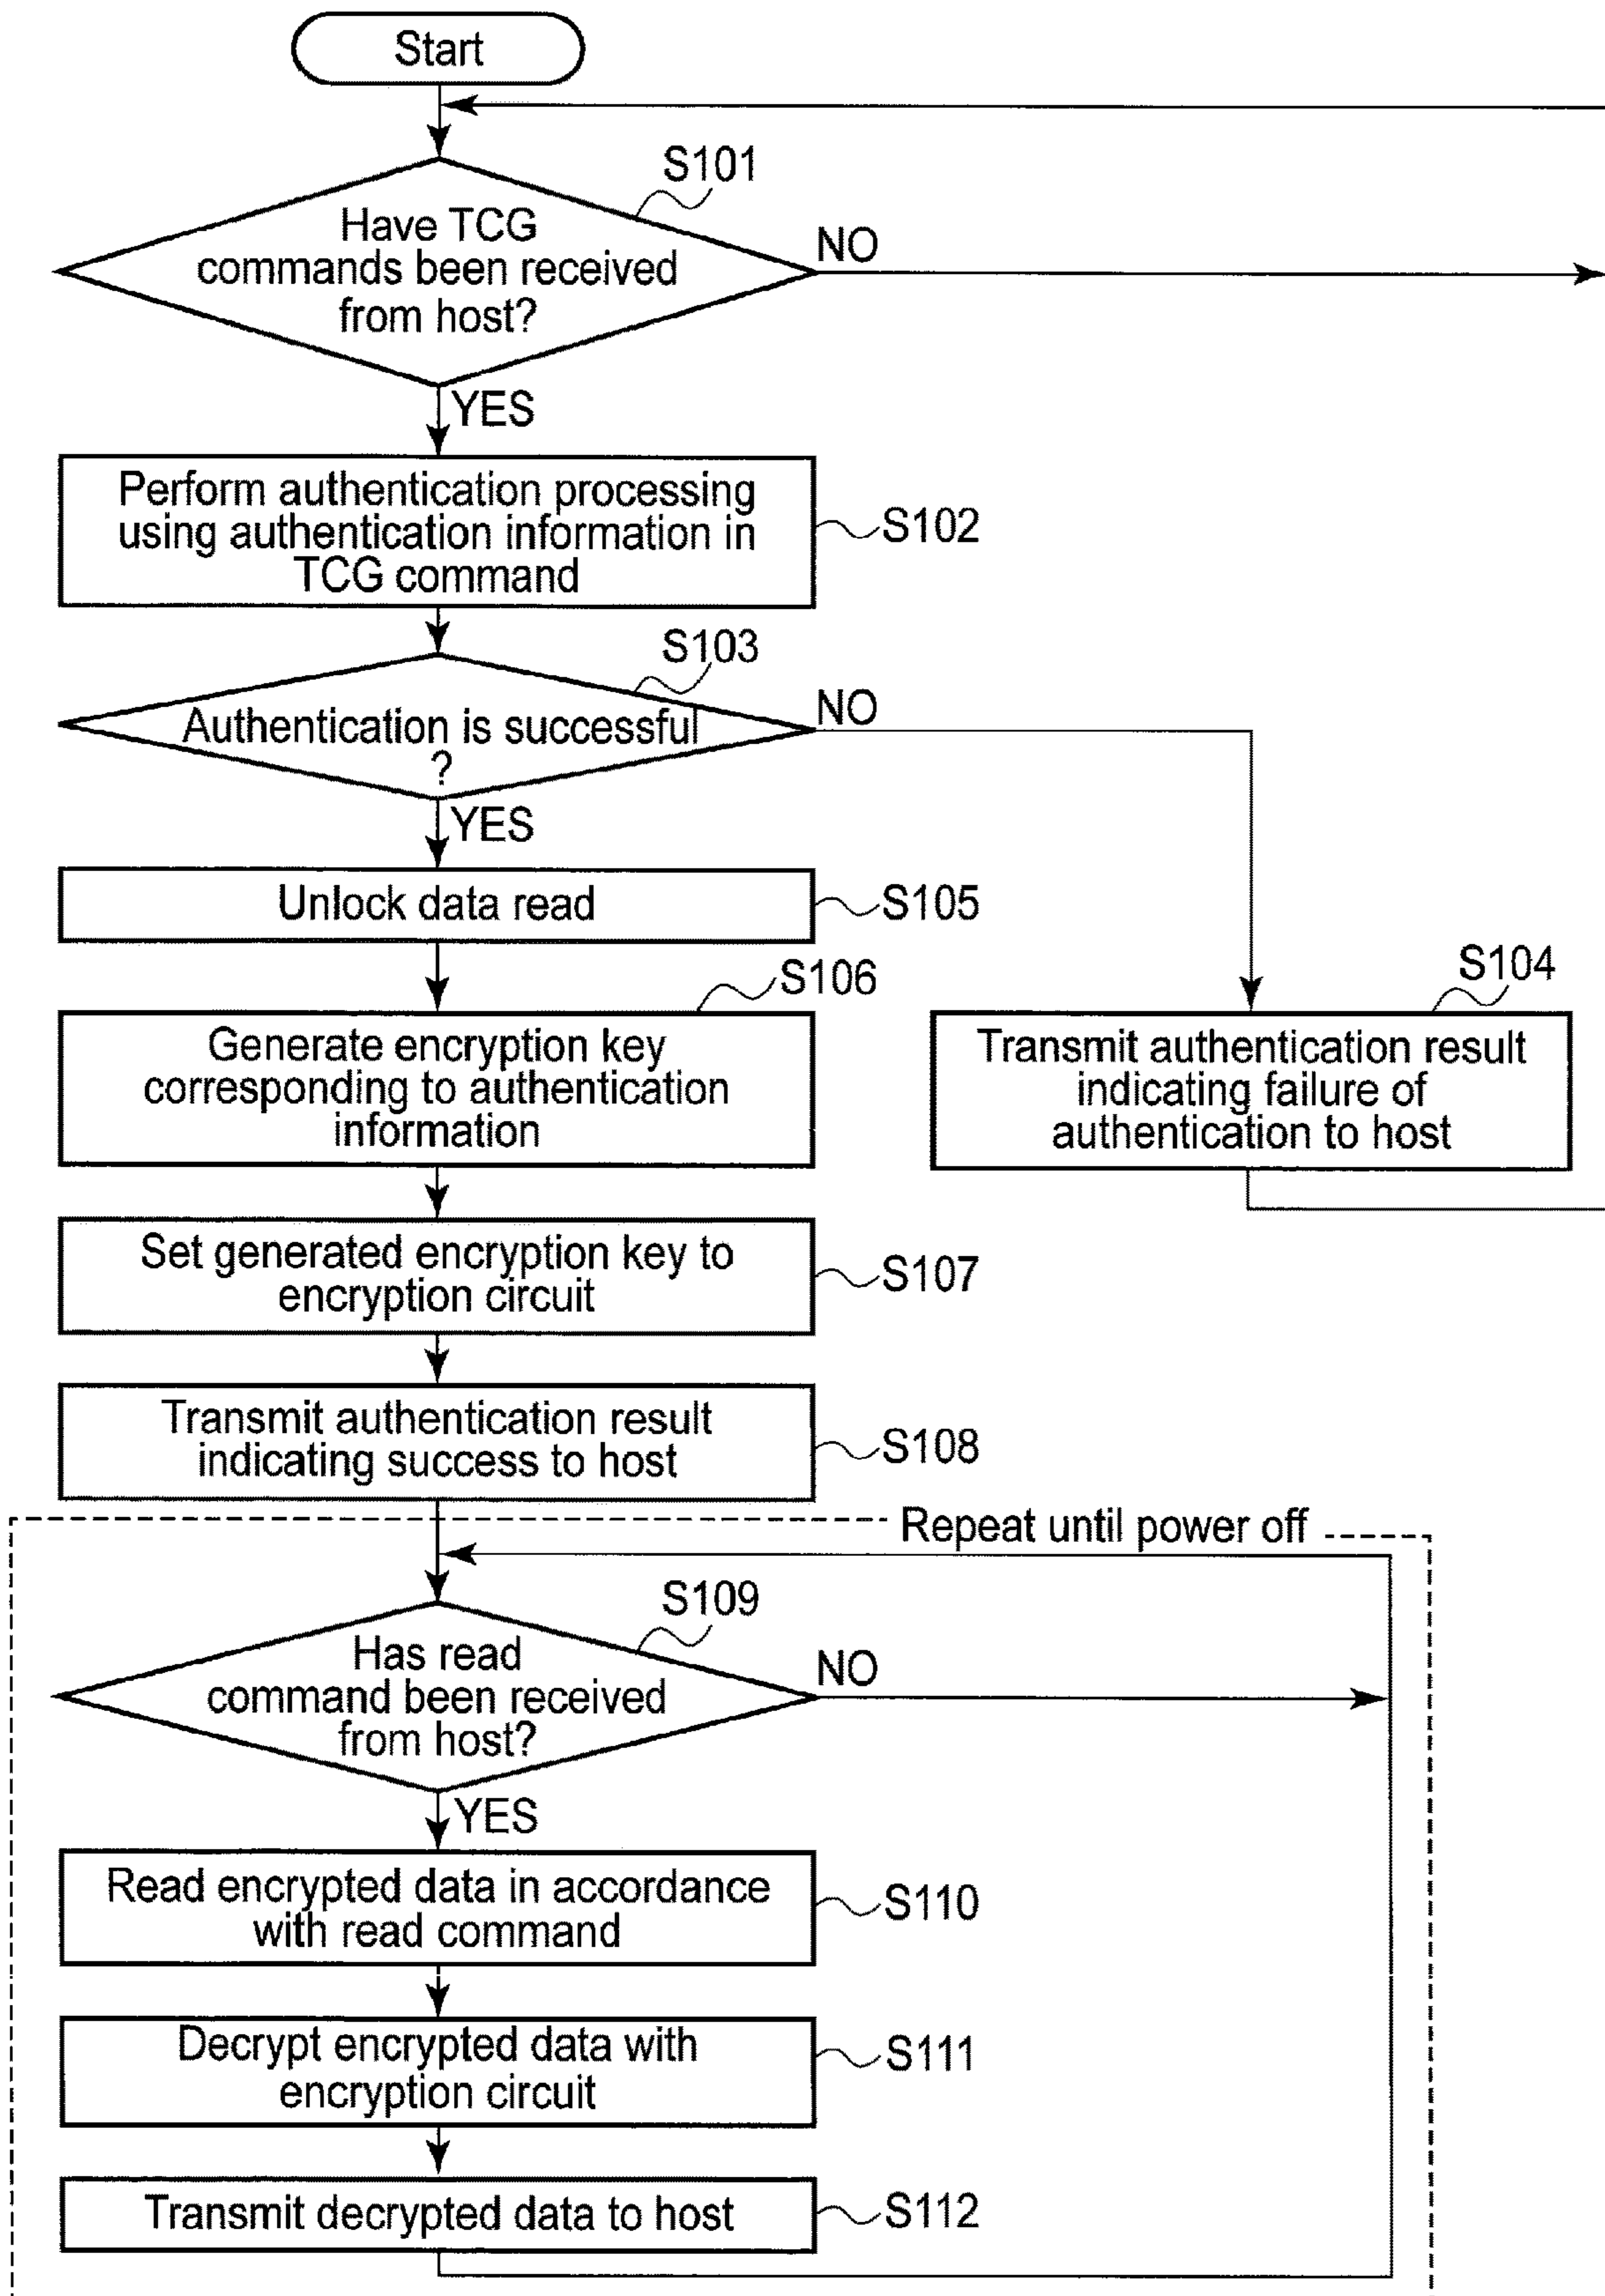 Start
S101
Have TCG
commands been received
from host?
NO
YES
Perform authentication processing
using authentication information in
TCG command
S102
S103
Authentication is successful
?
NO
YES
Unlock data read
S105
S106
Generate encryption key
corresponding to authentication
information
S104
Transmit authentication result
indicating failure of
authentication to host
Set generated encryption key to
encryption circuit
S107
Transmit authentication result
indicating success to host
S108
Repeat until power off
S109
Has read
command been received
from host?
NO
YES
Read encrypted data in accordance
with read command
S110
Decrypt encrypted data with
encryption circuit
S111
Transmit decrypted data to host
S112